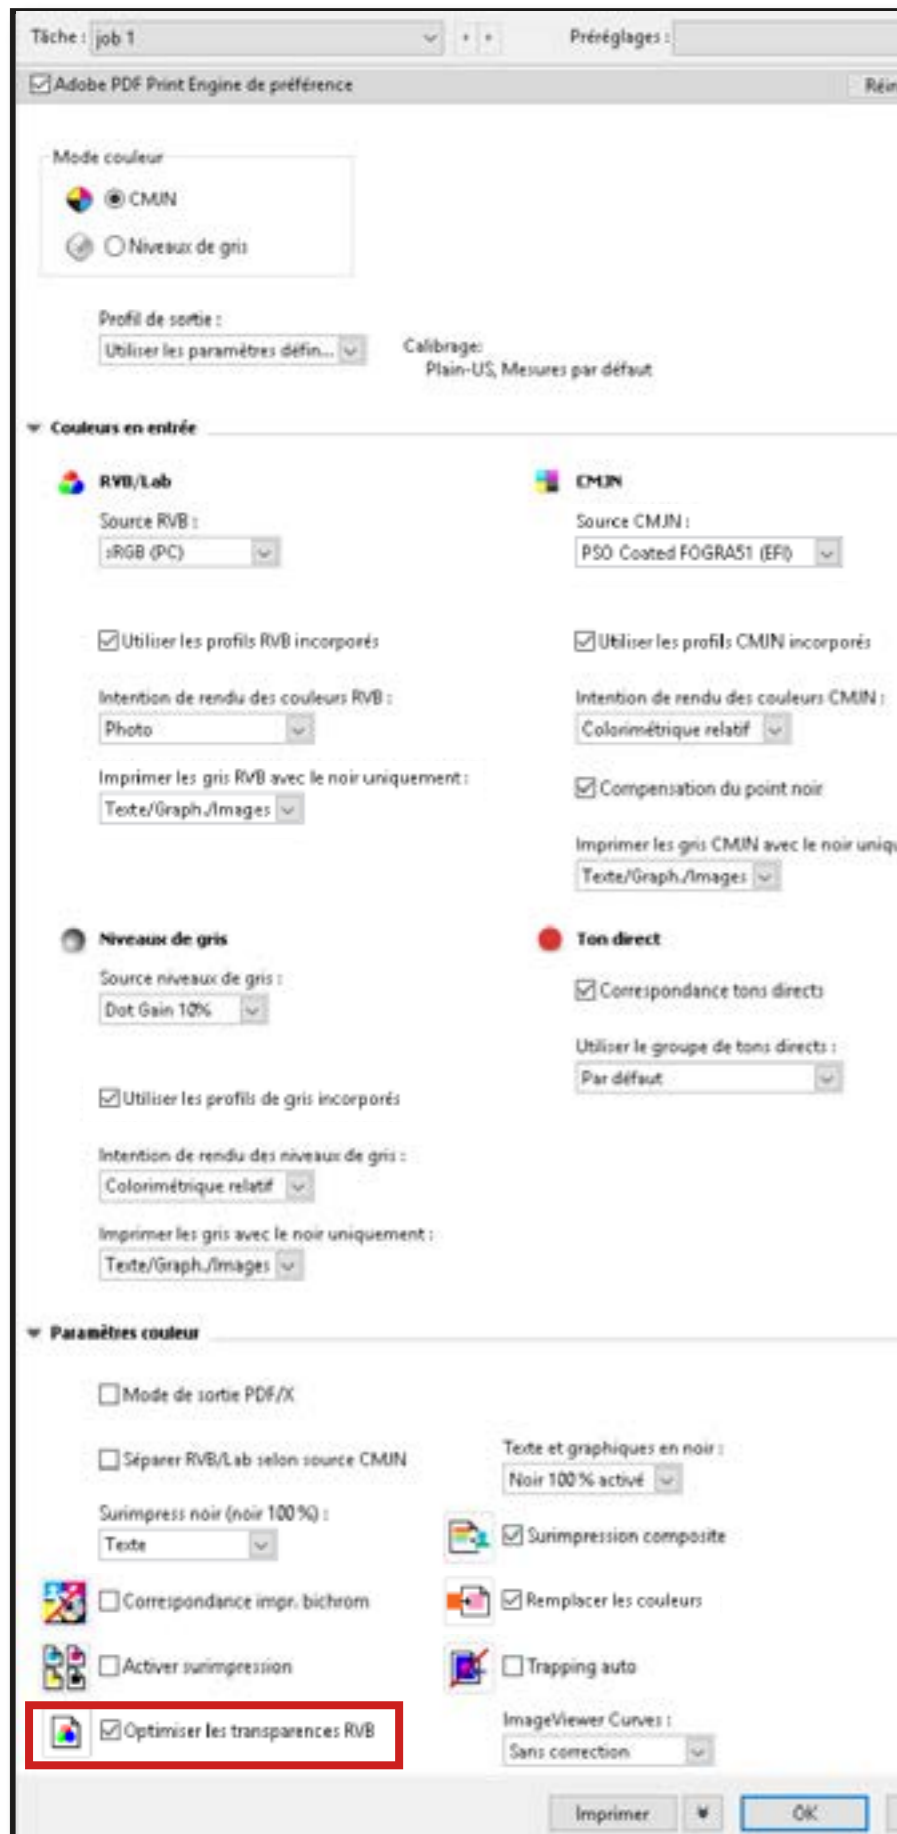 Tâche : job 1
Préréglages :
Adobe PDF Print Engine de préférence
Réin
Mode couleur
CMJN
Niveaux de gris
Profil de sortie :
Utiliser les paramètres défin...
Calibrage:
Plain-US, Mesures par défaut
Couleurs en entrée
RVB/Lab
Source RVB :
sRGB (PC)
Utiliser les profils RVB incorporés
Intention de rendu des couleurs RVB :
Photo
Imprimer les gris RVB avec le noir uniquement :
Texte/Graph./Images
CMJN
Source CMJN :
PSO Coated FOGRA51 (EFI)
Utiliser les profils CMJN incorporés
Intention de rendu des couleurs CMJN :
Colorimétrique relatif
Compensation du point noir
Imprimer les gris CMJN avec le noir uniqu
Texte/Graph./Images
Niveaux de gris
Source niveaux de gris :
Dot Gain 10%
Utiliser les profils de gris incorporés
Intention de rendu des niveaux de gris :
Colorimétrique relatif
Imprimer les gris avec le noir uniquement :
Texte/Graph./Images
Ton direct
Correspondance tons directs
Utiliser le groupe de tons directs :
Par défaut
Paramètres couleur
Mode de sortie PDF/X
Séparer RVB/Lab selon source CMJN
Surimpress noir (noir 100%) :
Texte
Correspondance impr. bichrom
Activer surimpression
Optimiser les transparences RVB
Texte et graphiques en noir :
Noir 100% activé
Surimpression composite
Remplacer les couleurs
Trapping auto
ImageViewer Curves :
Sans correction
Imprimer
OK